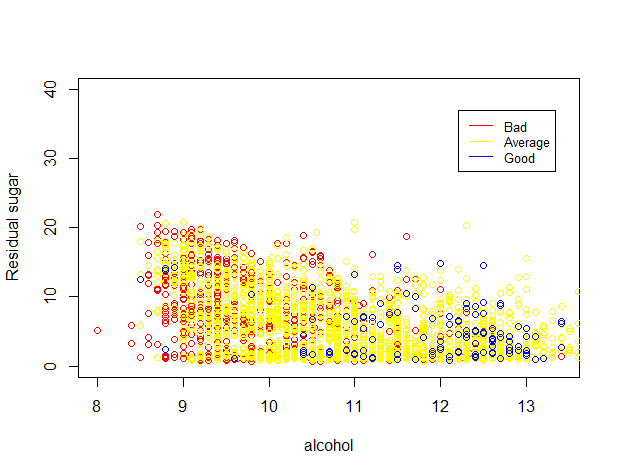 40
30
20
10
0
Residual sugar
Bad
Average
Good
8 9 10 11 12 13
alcohol